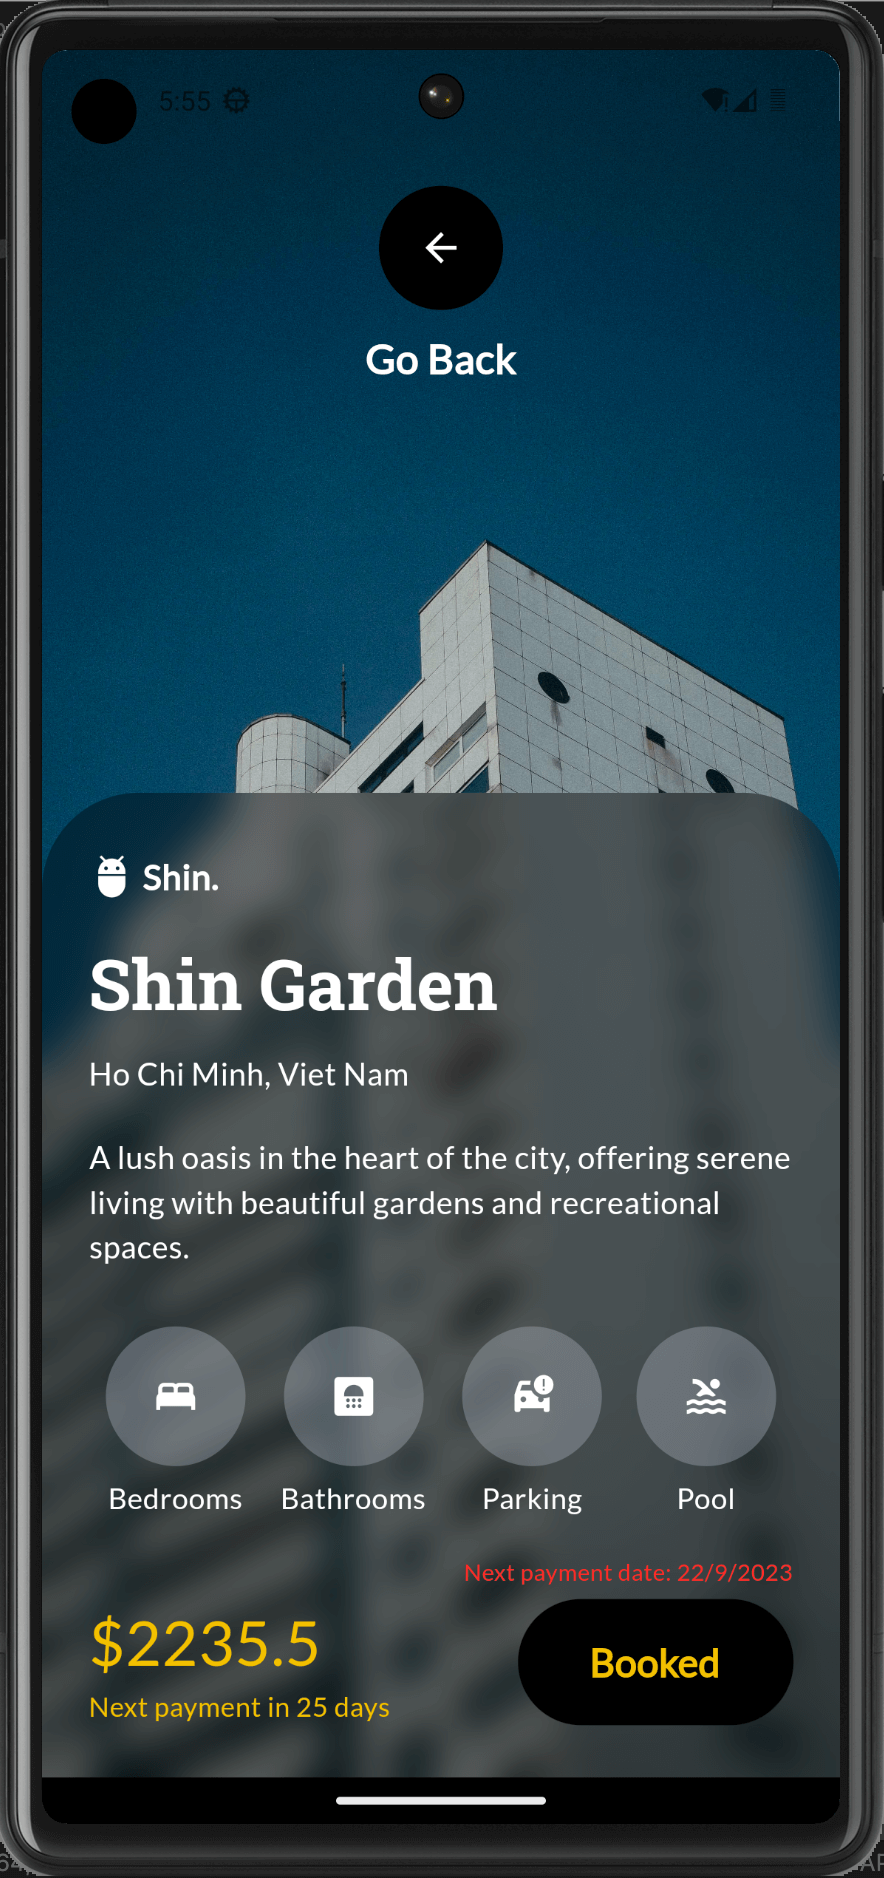 5:55
Go Back
Shin.
Shin Garden
Ho Chi Minh, Viet Nam
A lush oasis in the heart of the city, offering serene
living with beautiful gardens and recreational
spaces.
Bedrooms Bathrooms Parking Pool
Next payment date: 22/9/2023
$2235.5
Booked
Next payment in 25 days